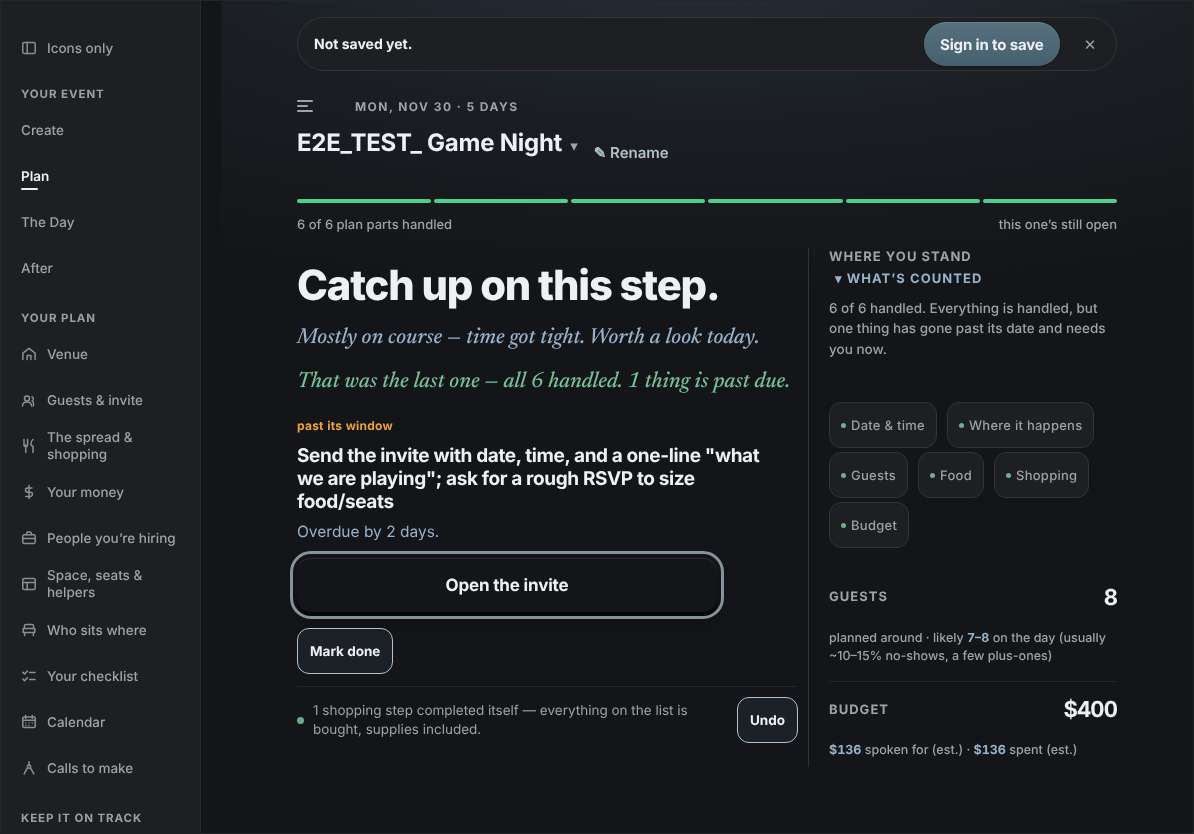 Icons only
YOUR EVENT
Create
Plan
The Day
After
YOUR PLAN
Venue
Guests & invite
The spread &
shopping
Your money
People you’re hiring
Space, seats &
helpers
Who sits where
Your checklist
Calendar
Calls to make
KEEP IT ON TRACK
Not saved yet.
Sign in to save
×
MON, NOV 30 · 5 DAYS
E2E_TEST_ Game Night ▾
✎ Rename
6 of 6 plan parts handled
this one’s still open
Catch up on this step.
Mostly on course — time got tight. Worth a look today.
That was the last one — all 6 handled. 1 thing is past due.
past its window
Send the invite with date, time, and a one-line "what
we are playing"; ask for a rough RSVP to size
food/seats
Overdue by 2 days.
Open the invite
Mark done
1 shopping step completed itself — everything on the list is
bought, supplies included.
Undo
WHERE YOU STAND
▾ WHAT’S COUNTED
6 of 6 handled. Everything is handled, but
one thing has gone past its date and needs
you now.
Date & time
Where it happens
Guests
Food
Shopping
Budget
GUESTS
8
planned around · likely 7–8 on the day (usually
~10–15% no-shows, a few plus-ones)
BUDGET
$400
$136 spoken for (est.) · $136 spent (est.)